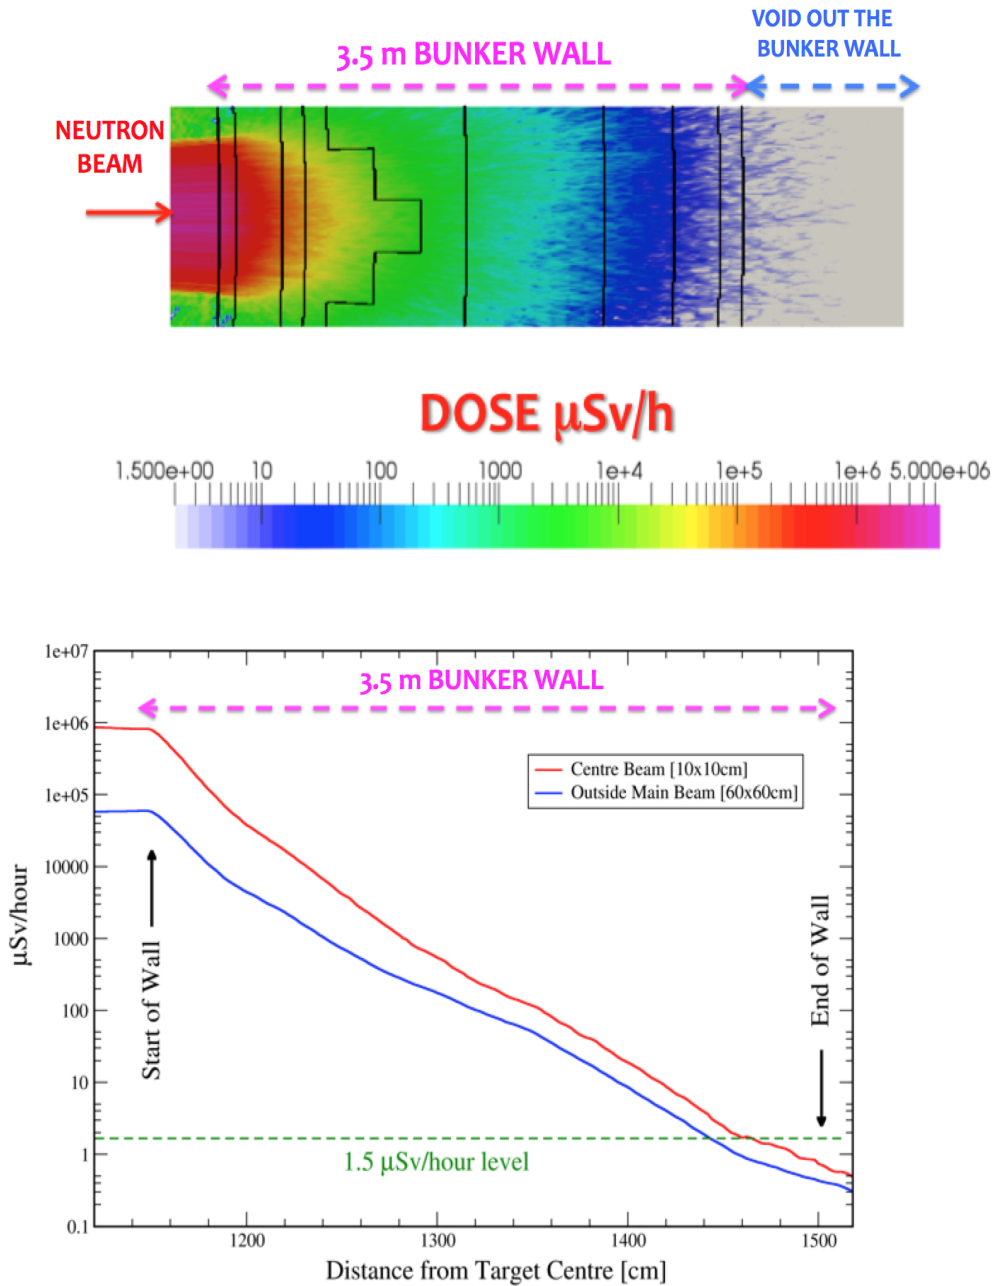 VOID OUT THE
BUNKER WALL
3.5 m BUNKER WALL
NEUTRON
BEAM
DOSE μSv/h
1.500e+00 10 100 1000 1e+4 1e+5 1e+6 5.000e+06
1e+07
3.5 m BUNKER WALL
1e+06
Centre Beam [10x10cm]
Outside Main Beam [60x60cm]
1e+05
10000
1000
100
10
1
0.1
μSv/hour
Start of Wall
End of Wall
1.5 μSv/hour level
1200 1300 1400 1500
Distance from Target Centre [cm]